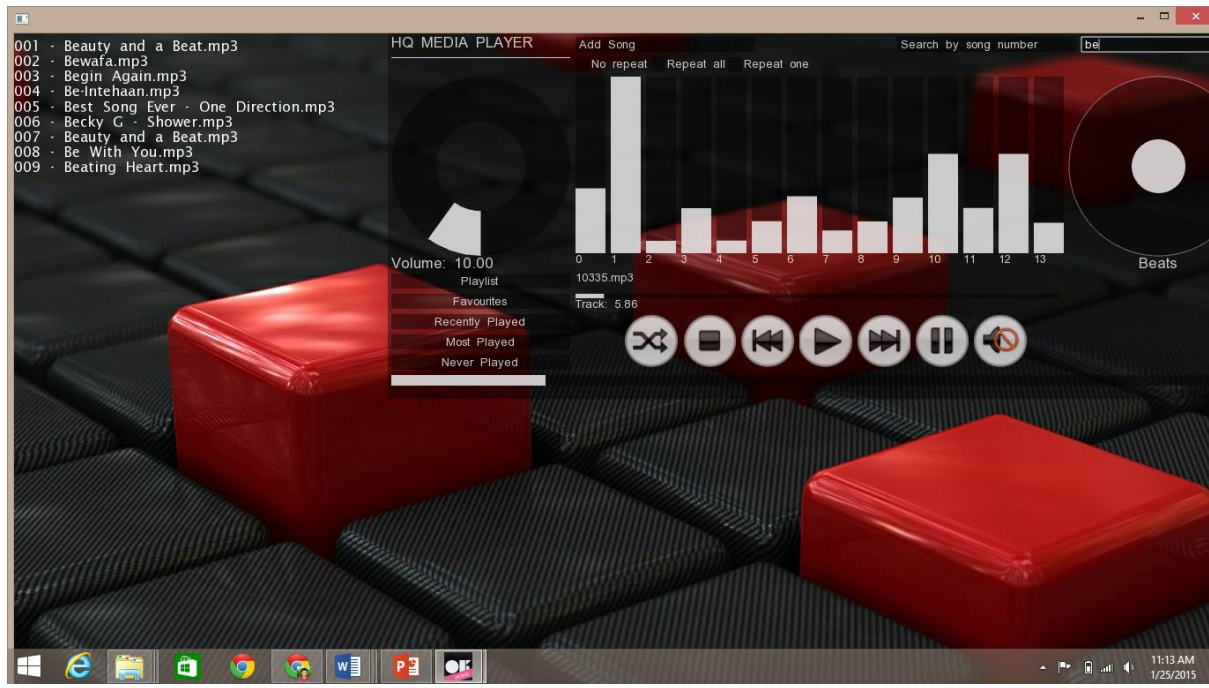 001 - Beauty and a Beat.mp3
002 - Bewafa.mp3
003 - Begin Again.mp3
004 - Be-Intehaan.mp3
005 - Best Song Ever - One Direction.mp3
006 - Becky G - Shower.mp3
007 - Beauty and a Beat.mp3
008 - Be With You.mp3
009 - Beating Heart.mp3
HQ MEDIA PLAYER
Add Song
Search by song number
be
No repeat Repeat all Repeat one
0 1 2 3 4 5 6 7 8 9 10 11 12 13
Beats
Volume: 10.00
10335.mp3
Track: 5.86
Playlist
Favourites
Recently Played
Most Played
Never Played
11:13 AM
1/25/2015